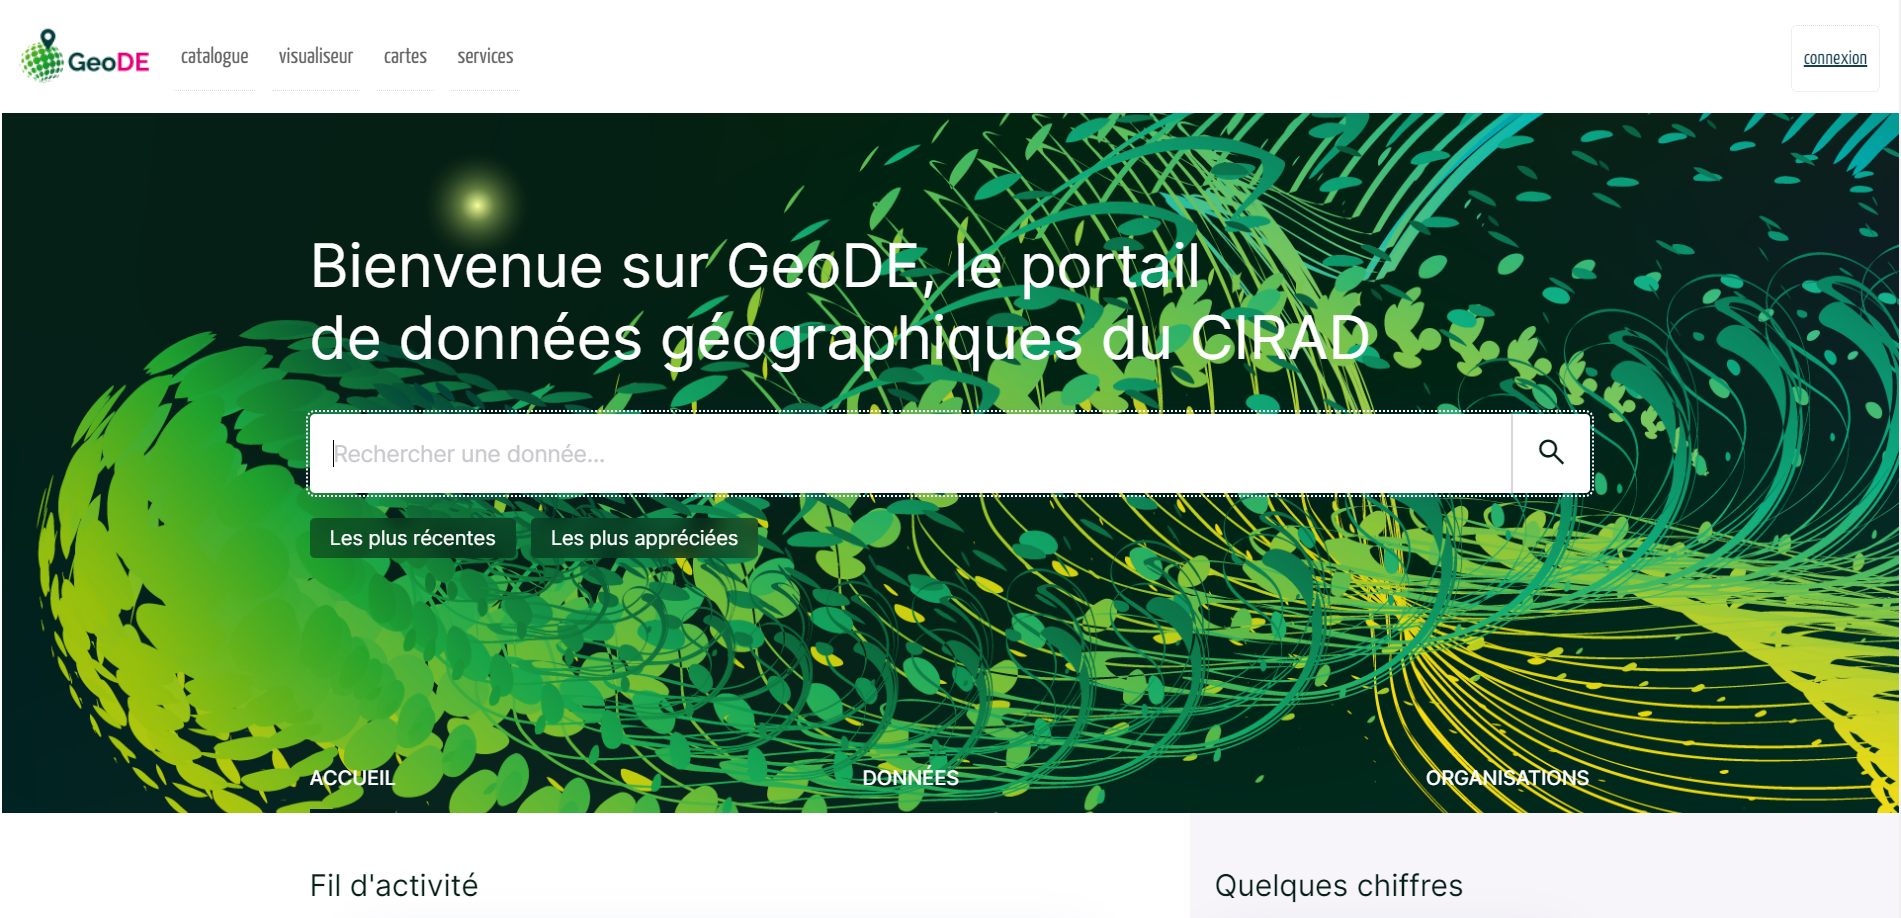 GeoDE
catalogue
visualiseur
cartes
services
connexion
Bienvenue sur GeoDE, le portail
de données géographiques du CIRAD
Rechercher une donnée...
Les plus récentes
Les plus appréciées
ACCUEIL
DONNÉES
ORGANISATIONS
Fil d'activité
Quelques chiffres